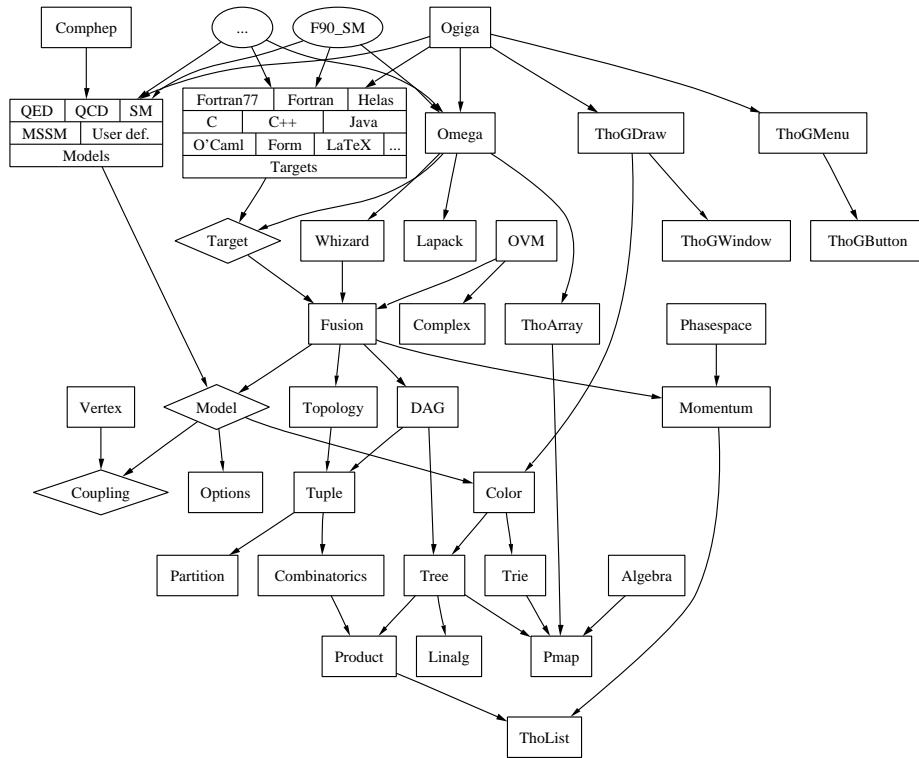 Comphep
...
F90_SM
Ogiga
QED QCD SM
MSSM User def.
Models
Fortran77 Fortran Helas
C C++ Java
O'Caml Form LaTeX ...
Targets
Omega
ThoGDraw
ThoGMenu
Target
Whizard
Lapack
OVM
ThoGWindow
ThoGButton
Fusion
Complex
ThoArray
Phasespace
Vertex
Model
Topology
DAG
Momentum
Coupling
Options
Tuple
Color
Partition
Combinatorics
Tree
Trie
Algebra
Product
Linalg
Pmap
ThoList